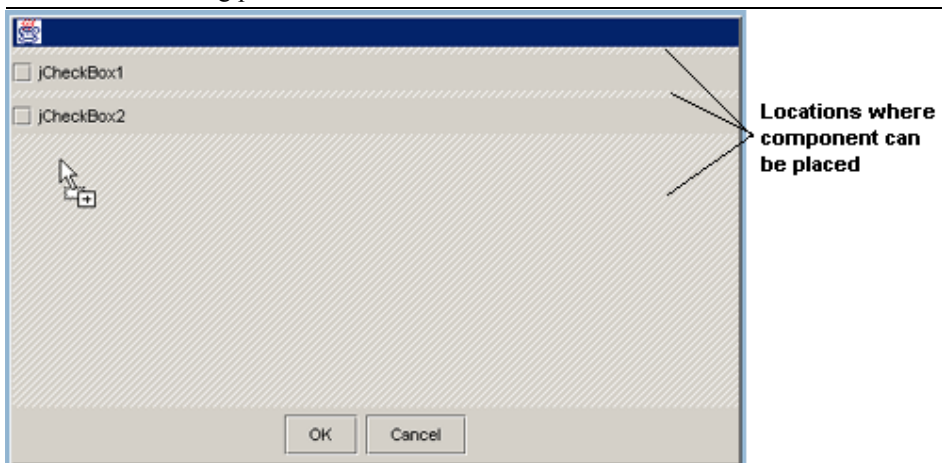 jCheckBox1
jCheckBox2
Locations where
component can
be placed
OK
Cancel